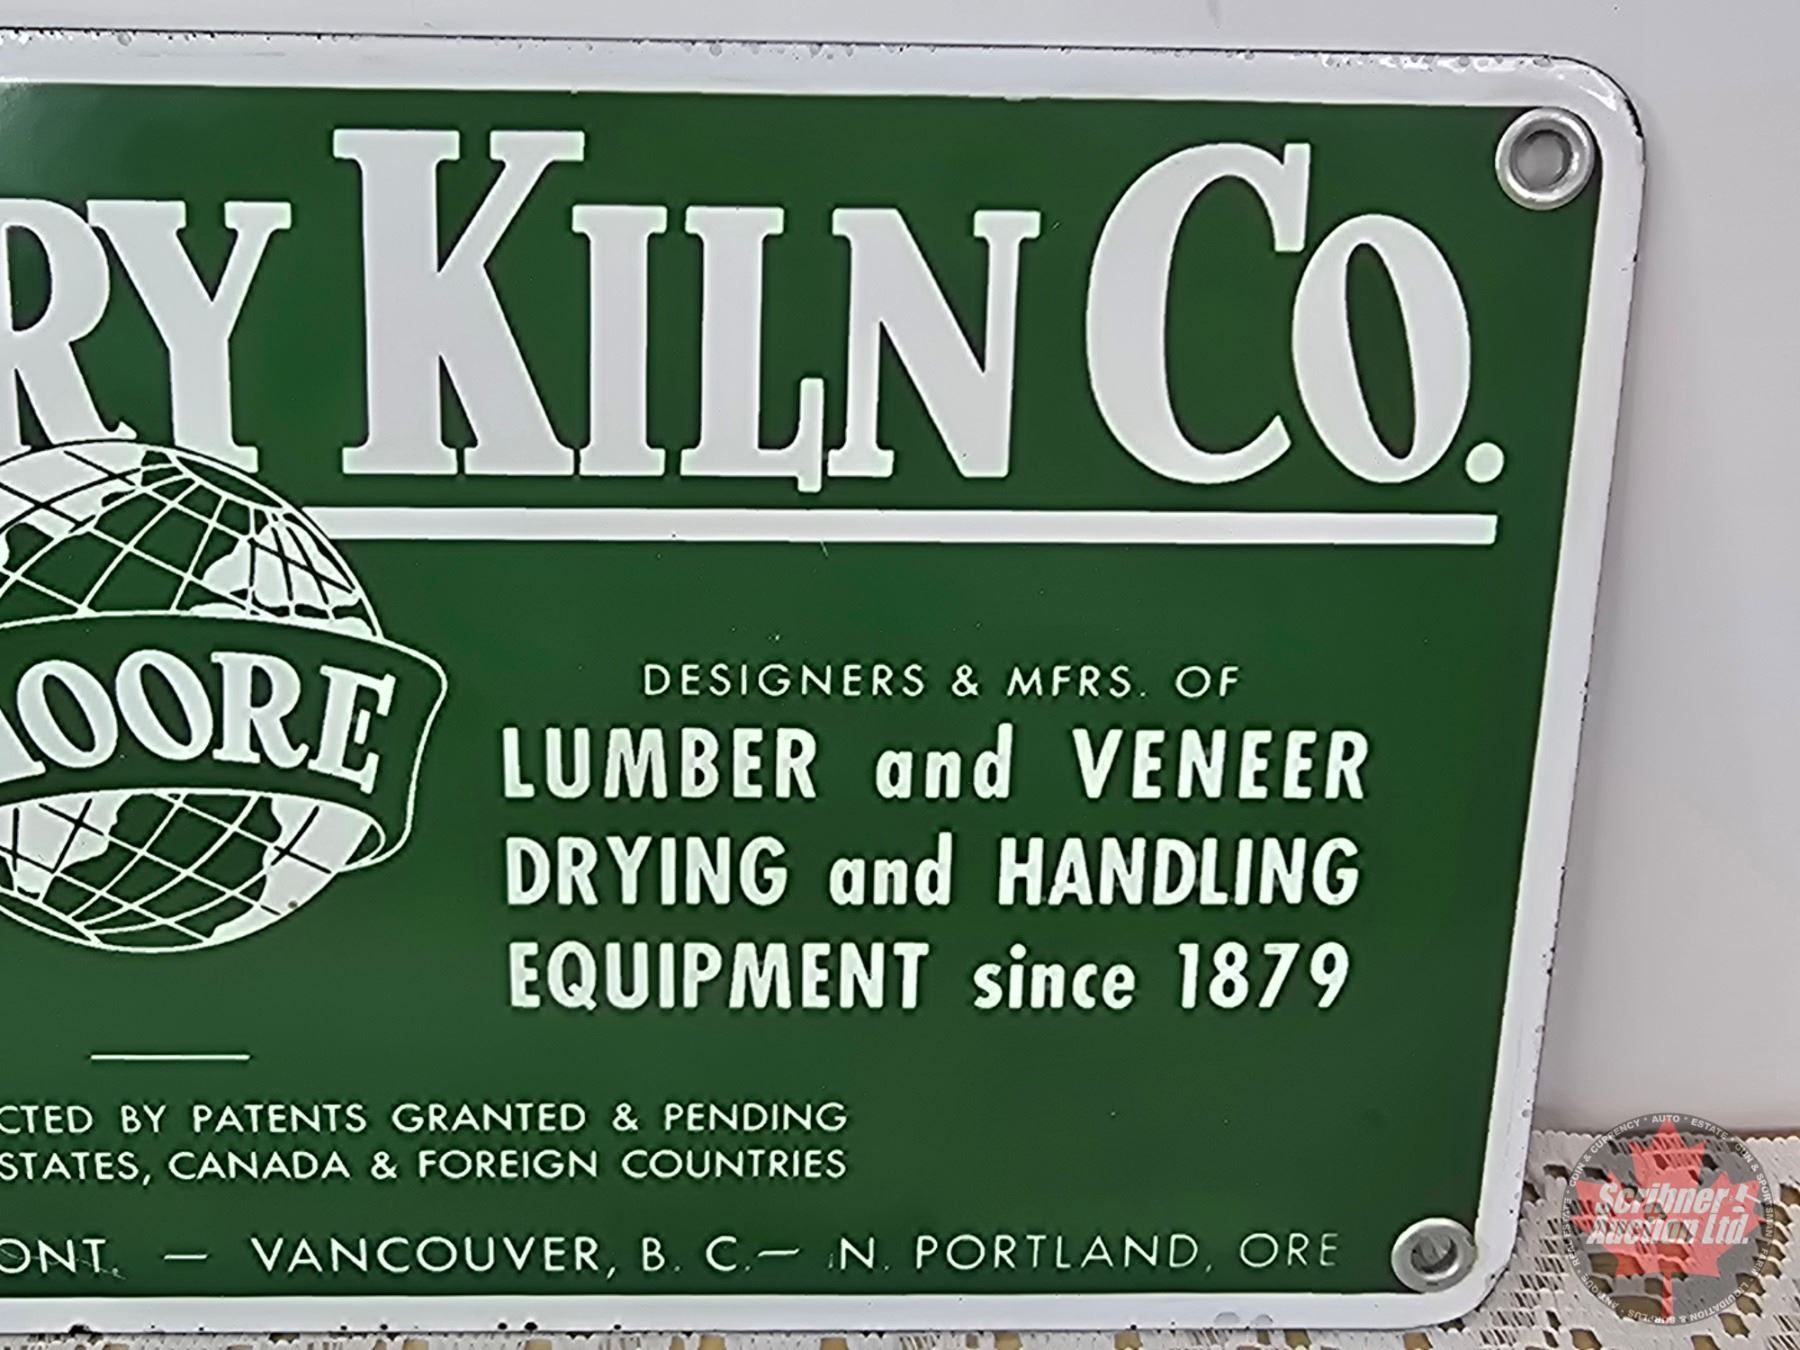 RY KILN CO.
MOORE
DESIGNERS & MFRS. OF
LUMBER and VENEER
DRYING and HANDLING
EQUIPMENT since 1879
CTED BY PATENTS GRANTED & PENDING
STATES, CANADA & FOREIGN COUNTRIES
ONT. — VANCOUVER, B. C. — N. PORTLAND, ORE
Scribner
Auction Ltd.